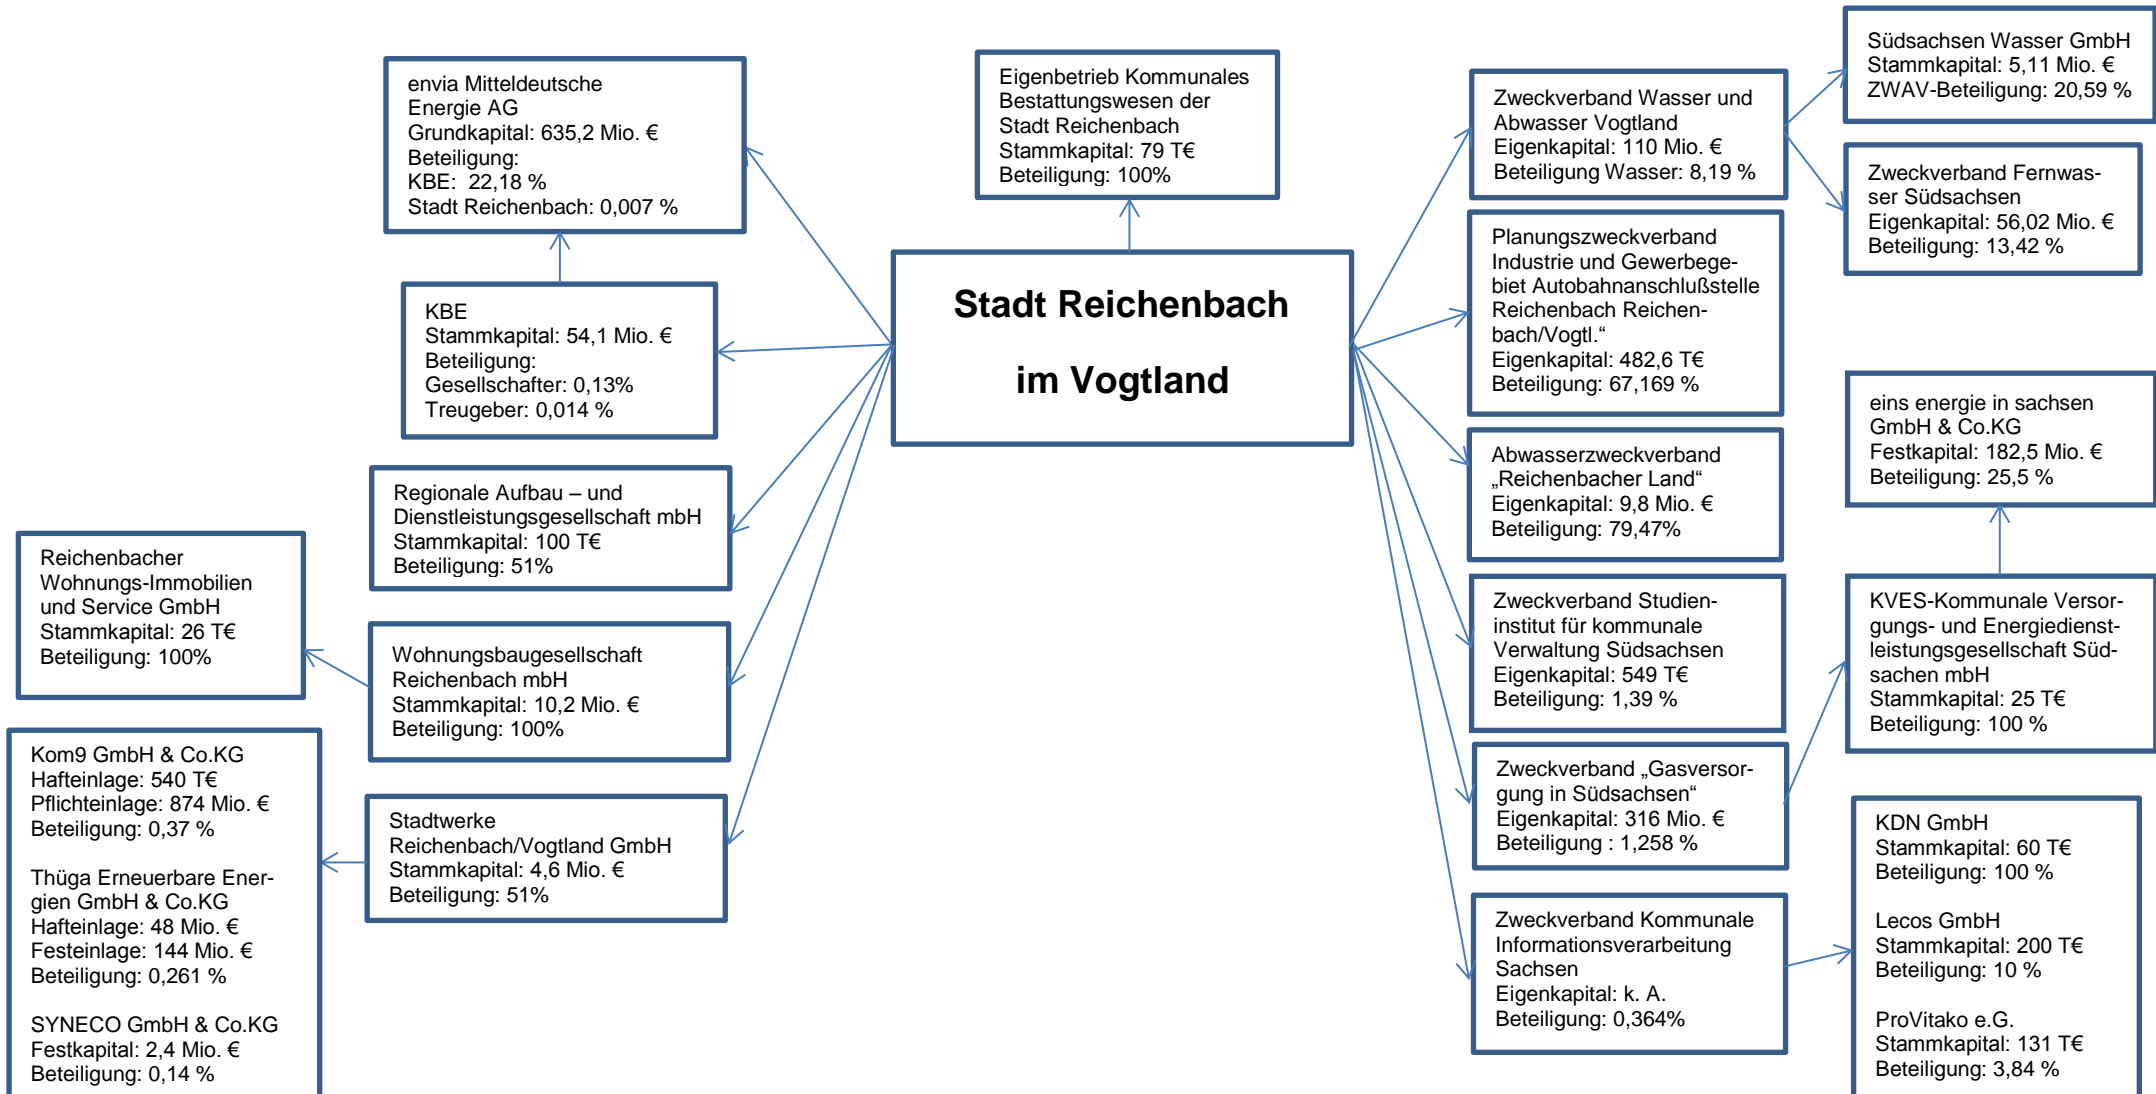 Südsachsen Wasser GmbH
Stammkapital: 5,11 Mio. €
ZWAV-Beteiligung: 20,59 %
envia Mitteldeutsche
Energie AG
Grundkapital: 635,2 Mio. €
Beteiligung:
KBE:  22,18 %
Stadt Reichenbach: 0,007 %
Eigenbetrieb Kommunales
Bestattungswesen der
Stadt Reichenbach
Stammkapital: 79 T€
Beteiligung: 100%
Zweckverband Wasser und
Abwasser Vogtland
Eigenkapital: 110 Mio. €
Beteiligung Wasser: 8,19 %
Zweckverband Fernwas-
ser Südsachsen
Eigenkapital: 56,02 Mio. €
Beteiligung: 13,42 %
Planungszweckverband
Industrie und Gewerbege-
biet Autobahnanschlußstelle
Reichenbach Reichen-
bach/Vogtl.“
Eigenkapital: 482,6 T€
Beteiligung: 67,169 %
Stadt Reichenbach
im Vogtland
KBE
Stammkapital: 54,1 Mio. €
Beteiligung:
Gesellschafter: 0,13%
Treugeber: 0,014 %
eins energie in sachsen
GmbH & Co.KG
Festkapital: 182,5 Mio. €
Beteiligung: 25,5 %
Abwasserzweckverband
„Reichenbacher Land“
Eigenkapital: 9,8 Mio. €
Beteiligung: 79,47%
Regionale Aufbau – und
Dienstleistungsgesellschaft mbH
Stammkapital: 100 T€
Beteiligung: 51%
Reichenbacher
Wohnungs-Immobilien
und Service GmbH
Stammkapital: 26 T€
Beteiligung: 100%
Zweckverband Studien-
institut für kommunale
Verwaltung Südsachsen
Eigenkapital: 549 T€
Beteiligung: 1,39 %
KVES-Kommunale Versor-
gungs- und Energiedienst-
leistungsgesellschaft Süd-
sachen mbH
Stammkapital: 25 T€
Beteiligung: 100 %
Wohnungsbaugesellschaft
Reichenbach mbH
Stammkapital: 10,2 Mio. €
Beteiligung: 100%
Kom9 GmbH & Co.KG
Hafteinlage: 540 T€
Pflichteinlage: 874 Mio. €
Beteiligung: 0,37 %
Thüga Erneuerbare Ener-
gien GmbH & Co.KG
Hafteinlage: 48 Mio. €
Festeinlage: 144 Mio. €
Beteiligung: 0,261 %
SYNECO GmbH & Co.KG
Festkapital: 2,4 Mio. €
Beteiligung: 0,14 %
Stadtwerke
Reichenbach/Vogtland GmbH
Stammkapital: 4,6 Mio. €
Beteiligung: 51%
Zweckverband „Gasversor-
gung in Südsachsen“
Eigenkapital: 316 Mio. €
Beteiligung : 1,258 %
Zweckverband Kommunale
Informationsverarbeitung
Sachsen
Eigenkapital: k. A.
Beteiligung: 0,364%
KDN GmbH
Stammkapital: 60 T€
Beteiligung: 100 %
Lecos GmbH
Stammkapital: 200 T€
Beteiligung: 10 %
ProVitako e.G.
Stammkapital: 131 T€
Beteiligung: 3,84 %